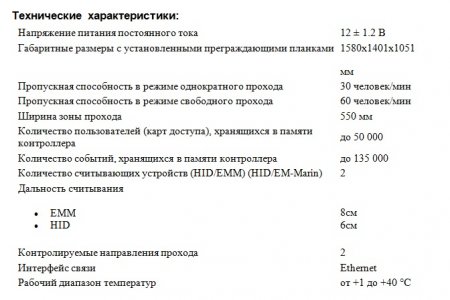 Технические характеристики:
Напряжение питания постоянного тока 12 ± 1.2 В
Габаритные размеры с установленными преграждающими планками 1580х1401х1051
мм
Пропускная способность в режиме однократного прохода 30 человек/мин
Пропускная способность в режиме свободного прохода 60 человек/мин
Ширина зоны прохода 550 мм
Количество пользователей (карт доступа), хранящихся в памяти до 50 000
контроллера
Количество событий, хранящихся в памяти контроллера до 135 000
Количество считывающих устройств (HID/EMM) (HID/EM-Marin) 2
Дальность считывания
• EMM 8см
• HID 6см
Контролируемые направления прохода 2
Интерфейс связи Ethernet
Рабочий диапазон температур от +1 до +40 °C